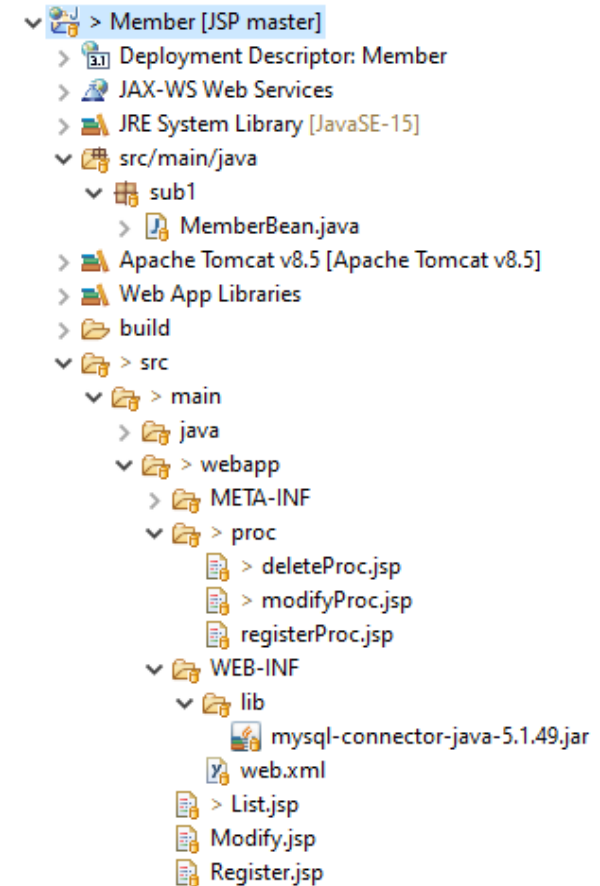 > Member [JSP master]
Deployment Descriptor: Member
JAX-WS Web Services
JRE System Library [JavaSE-15]
src/main/java
sub1
MemberBean.java
Apache Tomcat v8.5 [Apache Tomcat v8.5]
Web App Libraries
build
> src
> main
java
> webapp
META-INF
> proc
> deleteProc.jsp
> modifyProc.jsp
registerProc.jsp
WEB-INF
lib
mysql-connector-java-5.1.49.jar
web.xml
> List.jsp
Modify.jsp
Register.jsp